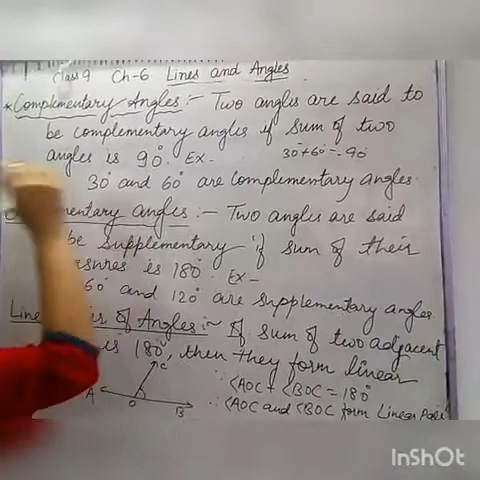 Class 9 Ch-6 Lines and Angles
* Complmentary Angles :- Two angles are said to
be complementary angles if sum of two
angles is 90°. Ex- 30°+60° = 90°
30° and 60° are complementary angles.
mentary angles :- Two angles are said
be supplementary if sum of their
asures is 180° Ex-
60° and 120° are supplementary angles.
Line ir of Angles :- If sum of two adjacent
is 180°, then they form linear
C
∵ <AOC + <BOC = 180°
A O B
∴ <AOC and <BOC form Linear Pair
InShOt